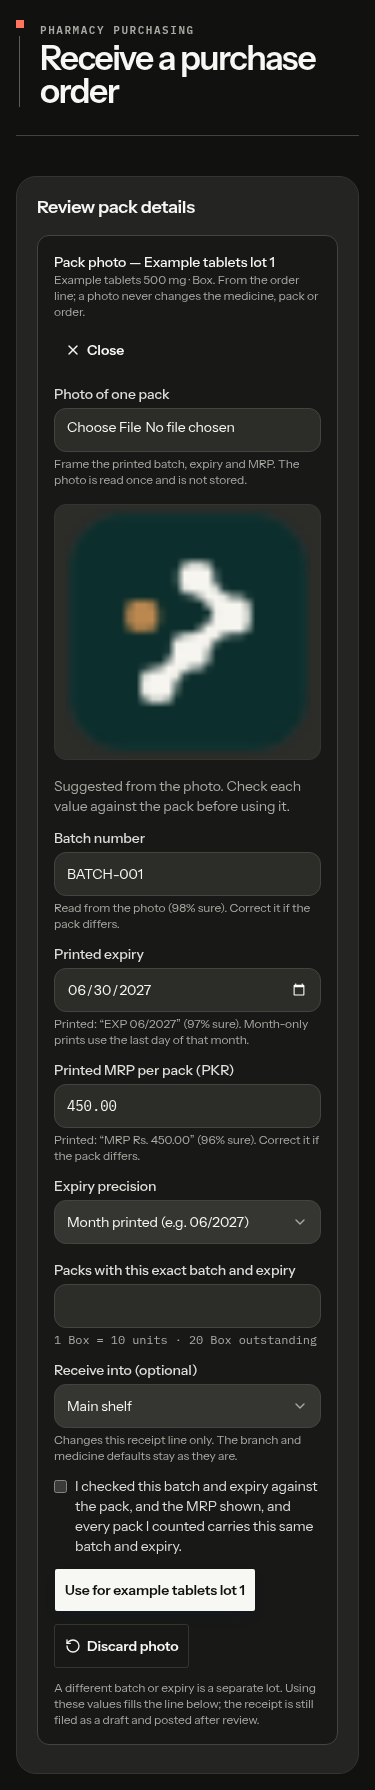 PHARMACY PURCHASING
Receive a purchase
order
Review pack details
Pack photo — Example tablets lot 1
Example tablets 500 mg · Box. From the order
line; a photo never changes the medicine, pack or
order.
Close
Photo of one pack
Choose File No file chosen
Frame the printed batch, expiry and MRP. The
photo is read once and is not stored.
Suggested from the photo. Check each
value against the pack before using it.
Batch number
BATCH-001
Read from the photo (98% sure). Correct it if the
pack differs.
Printed expiry
06/30/2027
Printed: “EXP 06/2027” (97% sure). Month-only
prints use the last day of that month.
Printed MRP per pack (PKR)
450.00
Printed: “MRP Rs. 450.00” (96% sure). Correct it if
the pack differs.
Expiry precision
Month printed (e.g. 06/2027)
Packs with this exact batch and expiry
1 Box = 10 units · 20 Box outstanding
Receive into (optional)
Main shelf
Changes this receipt line only. The branch and
medicine defaults stay as they are.
I checked this batch and expiry against
the pack, and the MRP shown, and
every pack I counted carries this same
batch and expiry.
Use for example tablets lot 1
Discard photo
A different batch or expiry is a separate lot. Using
these values fills the line below; the receipt is still
filed as a draft and posted after review.